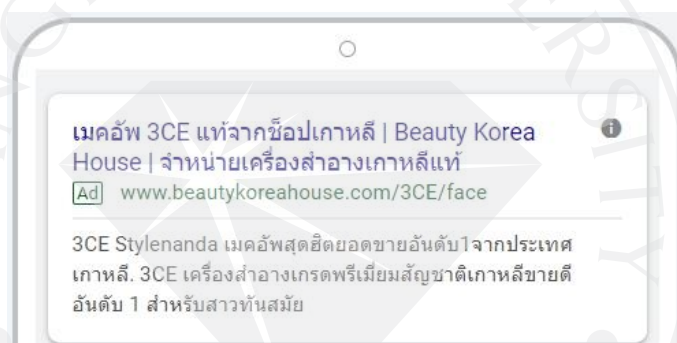 เมคอัพ 3CE แท้จากช็อปเกาหลี | Beauty Korea
House | จำหน่ายเครื่องสำอางเกาหลีแท้
Ad www.beautykoreahouse.com/3CE/face
3CE Stylenanda เมคอัพสุดฮิตยอดขายอันดับ1จากประเทศ
เกาหลี. 3CE เครื่องสำอางเกรดพรีเมี่ยมสัญชาติเกาหลีขายดี
อันดับ 1 สำหรับสาวทันสมัย